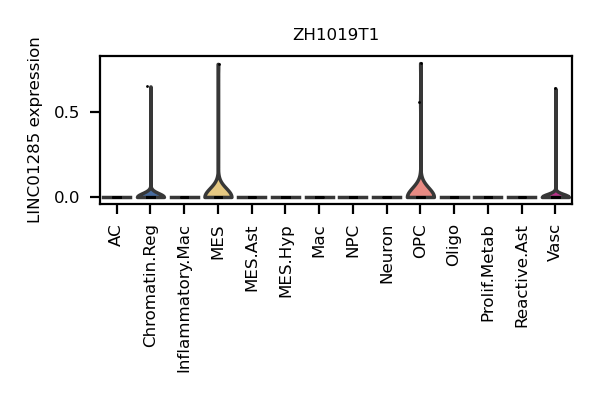 ZH1019T1
LINC01285 expression
0.5
0.0
AC
Chromatin.Reg
Inflammatory.Mac
MES
MES.Ast
MES.Hyp
Mac
NPC
Neuron
OPC
Oligo
Prolif.Metab
Reactive.Ast
Vasc